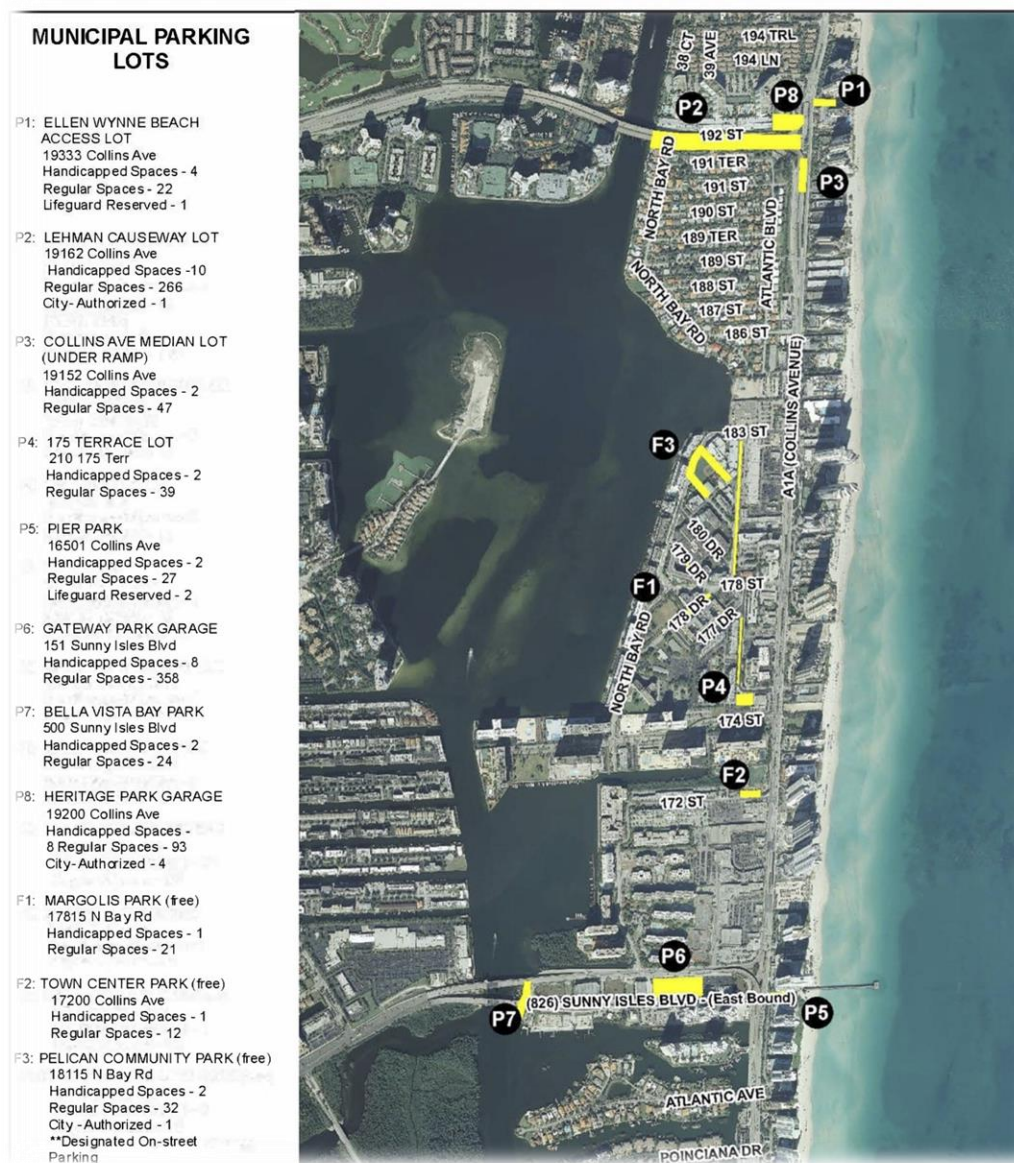 MUNICIPAL PARKING
LOTS
P1: ELLEN WYNNE BEACH
ACCESS LOT
19333 Collins Ave
Handicapped Spaces - 4
Regular Spaces - 22
Lifeguard Reserved - 1
P2: LEHMAN CAUSEWAY LOT
19162 Collins Ave
Handicapped Spaces -10
Regular Spaces - 266
City-Authorized - 1
P3: COLLINS AVE MEDIAN LOT
(UNDER RAMP)
19152 Collins Ave
Handicapped Spaces - 2
Regular Spaces - 47
P4: 175 TERRACE LOT
210 175 Terr
Handicapped Spaces - 2
Regular Spaces - 39
P5: PIER PARK
16501 Collins Ave
Handicapped Spaces - 2
Regular Spaces - 27
Lifeguard Reserved - 2
P6: GATEWAY PARK GARAGE
151 Sunny Isles Blvd
Handicapped Spaces - 8
Regular Spaces - 358
P7: BELLA VISTA BAY PARK
500 Sunny Isles Blvd
Handicapped Spaces - 2
Regular Spaces - 24
P8: HERITAGE PARK GARAGE
19200 Collins Ave
Handicapped Spaces -
8 Regular Spaces - 93
City-Authorized - 4
F1: MARGOLIS PARK (free)
17815 N Bay Rd
Handicapped Spaces - 1
Regular Spaces - 21
F2: TOWN CENTER PARK (free)
17200 Collins Ave
Handicapped Spaces - 1
Regular Spaces - 12
F3: PELICAN COMMUNITY PARK (free)
18115 N Bay Rd
Handicapped Spaces - 2
Regular Spaces - 32
City -Authorized - 1
**Designated On-street
Parking
38 CT
39 AVE
194 TRL
194 LN
P2
P8
P1
192 ST
NORTH BAY RD
191 TER
P3
191 ST
190 ST
189 TER
189 ST
ATLANTIC BLVD
NORTH BAY RD
188 ST
187 ST
186 ST
A1A (COLLINS AVENUE)
183 ST
F3
180 DR
179 DR
F1
178 ST
178 DR
177 DR
NORTH BAY RD
P4
174 ST
F2
172 ST
P6
(826) SUNNY ISLES BLVD - (East Bound)
P7
P5
ATLANTIC AVE
POINCIANA DR